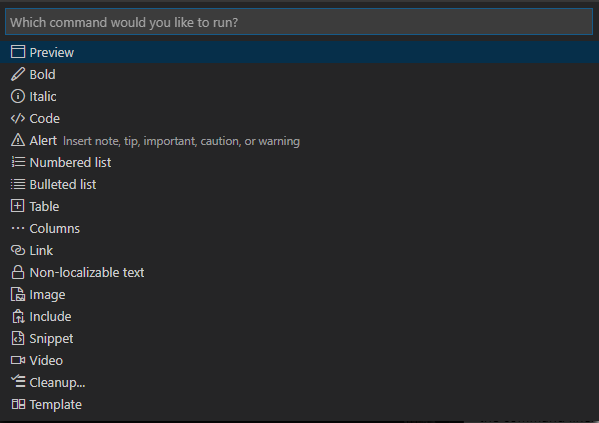 Which command would you like to run?
Preview
Bold
Italic
Code
Alert Insert note, tip, important, caution, or warning
Numbered list
Bulleted list
Table
Columns
Link
Non-localizable text
Image
Include
Snippet
Video
Cleanup...
Template